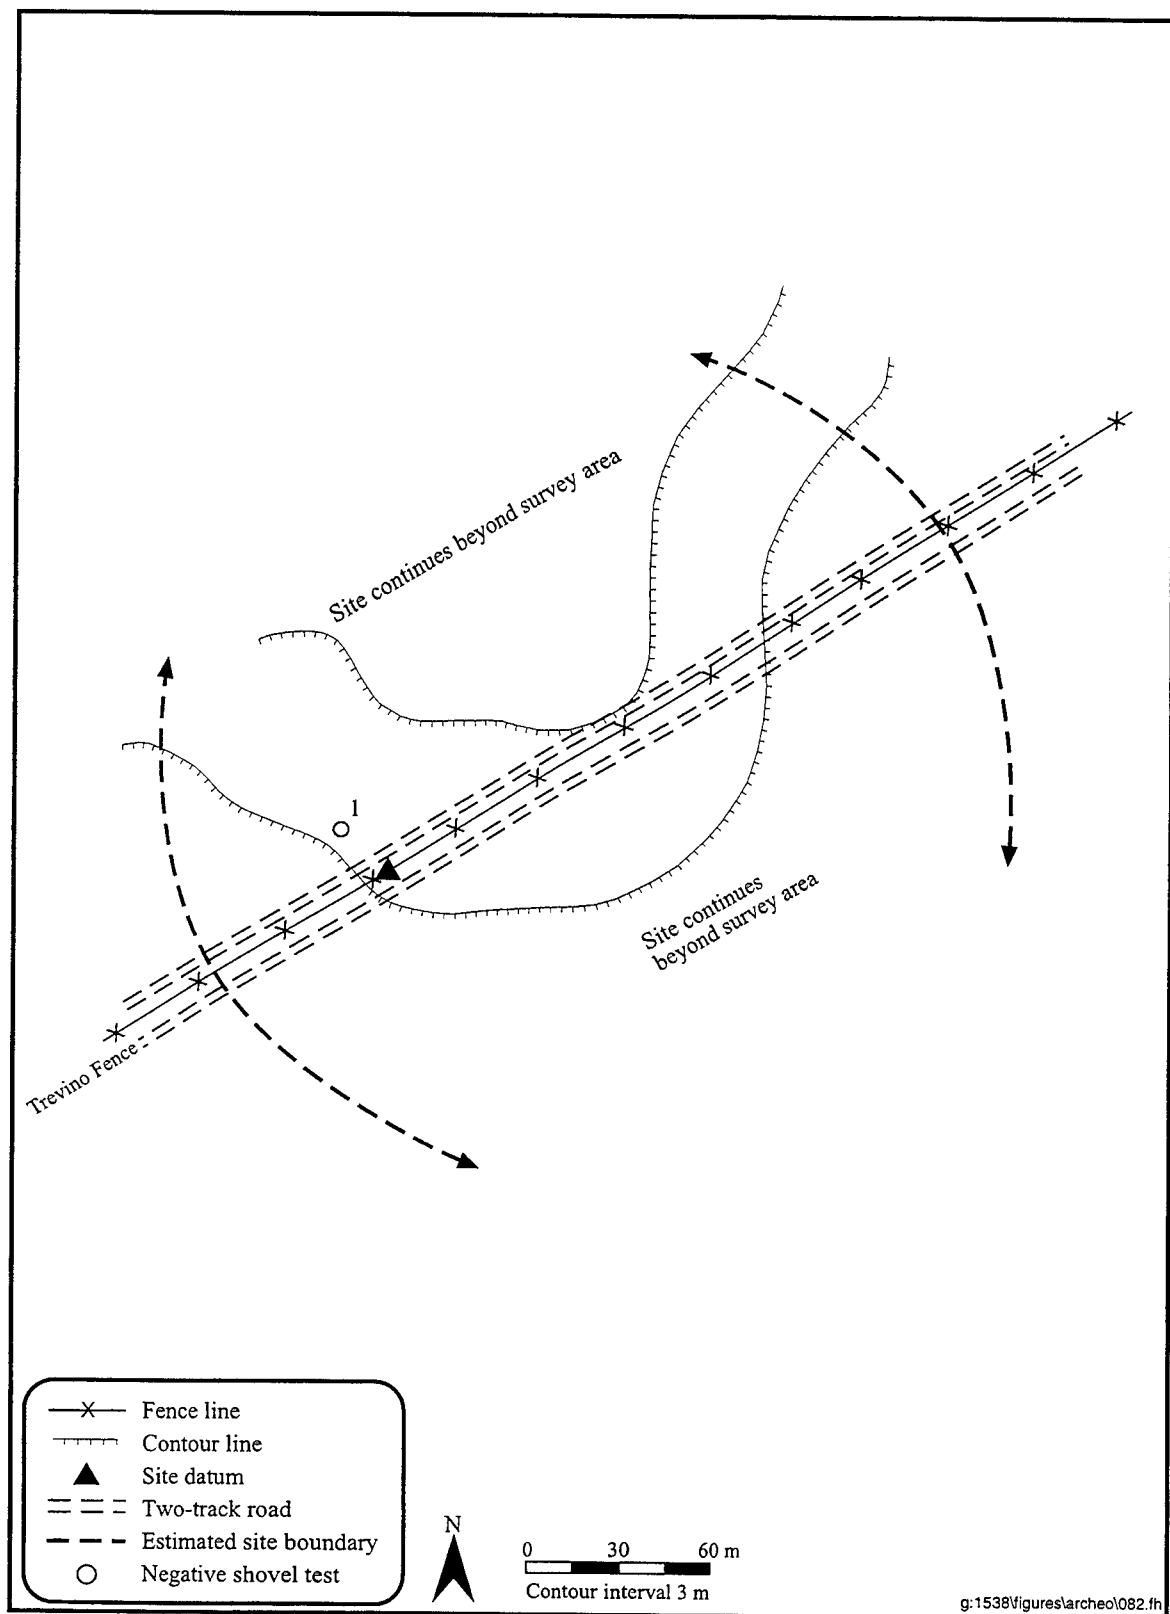 Site continues beyond survey area
1
Site continues
beyond survey area
Trevino Fence
Fence line
Contour line
Site datum
Two-track road
Estimated site boundary
Negative shovel test
N
0 30 60 m
Contour interval 3 m
g:1538\figures\archeo\082.fh